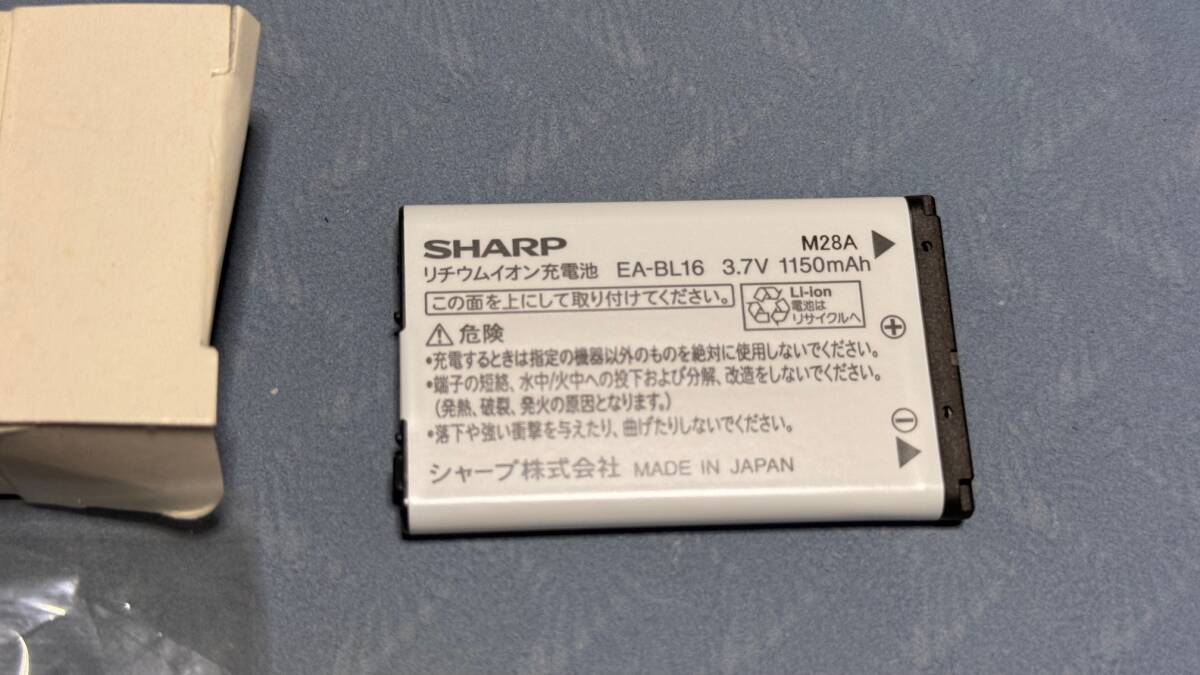 SHARP
M28A
リチウムイオン充電池 EA-BL16 3.7V 1150mAh
この面を上にして取り付けてください。
Li-ion
電池は
リサイクルへ
危険
•充電するときは指定の機器以外のものを絶対に使用しないでください。
•端子の短絡、水中/火中への投下および分解、改造をしないでください。
(発熱、破裂、発火の原因となります。)
•落下や強い衝撃を与えたり、曲げたりしないでください。
シャープ株式会社 MADE IN JAPAN